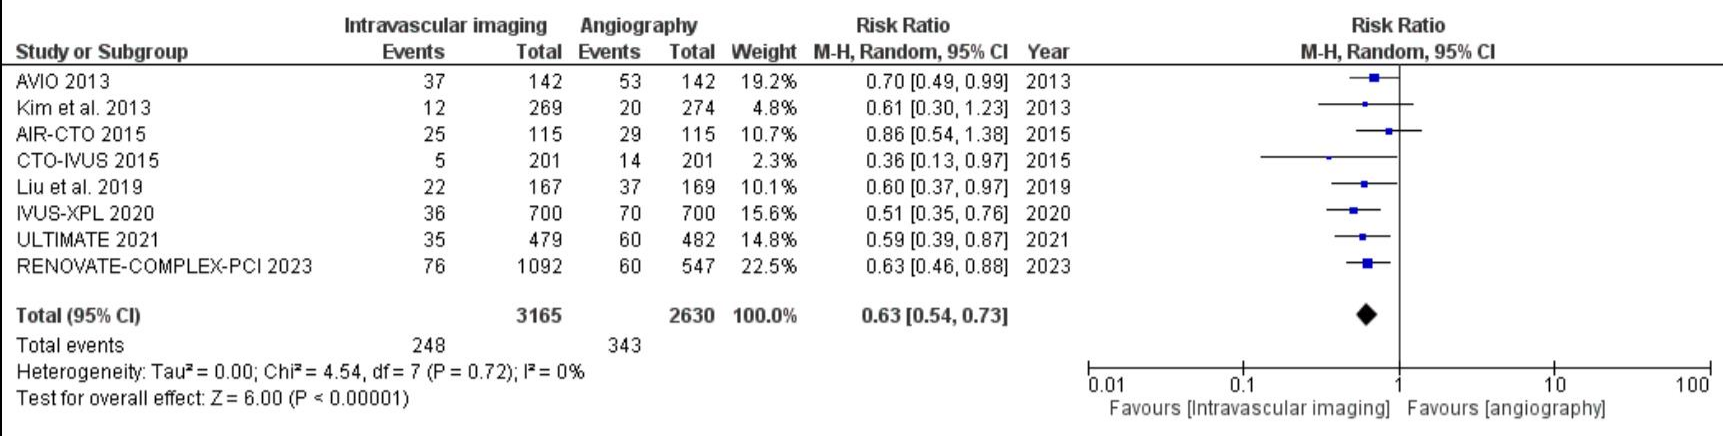 Intravascular imaging Angiography Risk Ratio Risk Ratio
Study or Subgroup Events Total Events Total Weight M-H, Random, 95% CI Year M-H, Random, 95% CI
AVIO 2013 37 142 53 142 19.2% 0.70 [0.49, 0.99] 2013
Kim et al. 2013 12 269 20 274 4.8% 0.61 [0.30, 1.23] 2013
AIR-CTO 2015 25 115 29 115 10.7% 0.86 [0.54, 1.38] 2015
CTO-IVUS 2015 5 201 14 201 2.3% 0.36 [0.13, 0.97] 2015
Liu et al. 2019 22 167 37 169 10.1% 0.60 [0.37, 0.97] 2019
IVUS-XPL 2020 36 700 70 700 15.6% 0.51 [0.35, 0.76] 2020
ULTIMATE 2021 35 479 60 482 14.8% 0.59 [0.39, 0.87] 2021
RENOVATE-COMPLEX-PCI 2023 76 1092 60 547 22.5% 0.63 [0.46, 0.88] 2023
Total (95% CI) 3165 2630 100.0% 0.63 [0.54, 0.73]
Total events 248 343
Heterogeneity: Tau² = 0.00; Chi² = 4.54, df = 7 (P = 0.72); I² = 0%
Test for overall effect: Z = 6.00 (P < 0.00001)
0.01 0.1 1 10 100
Favours [Intravascular imaging] Favours [angiography]